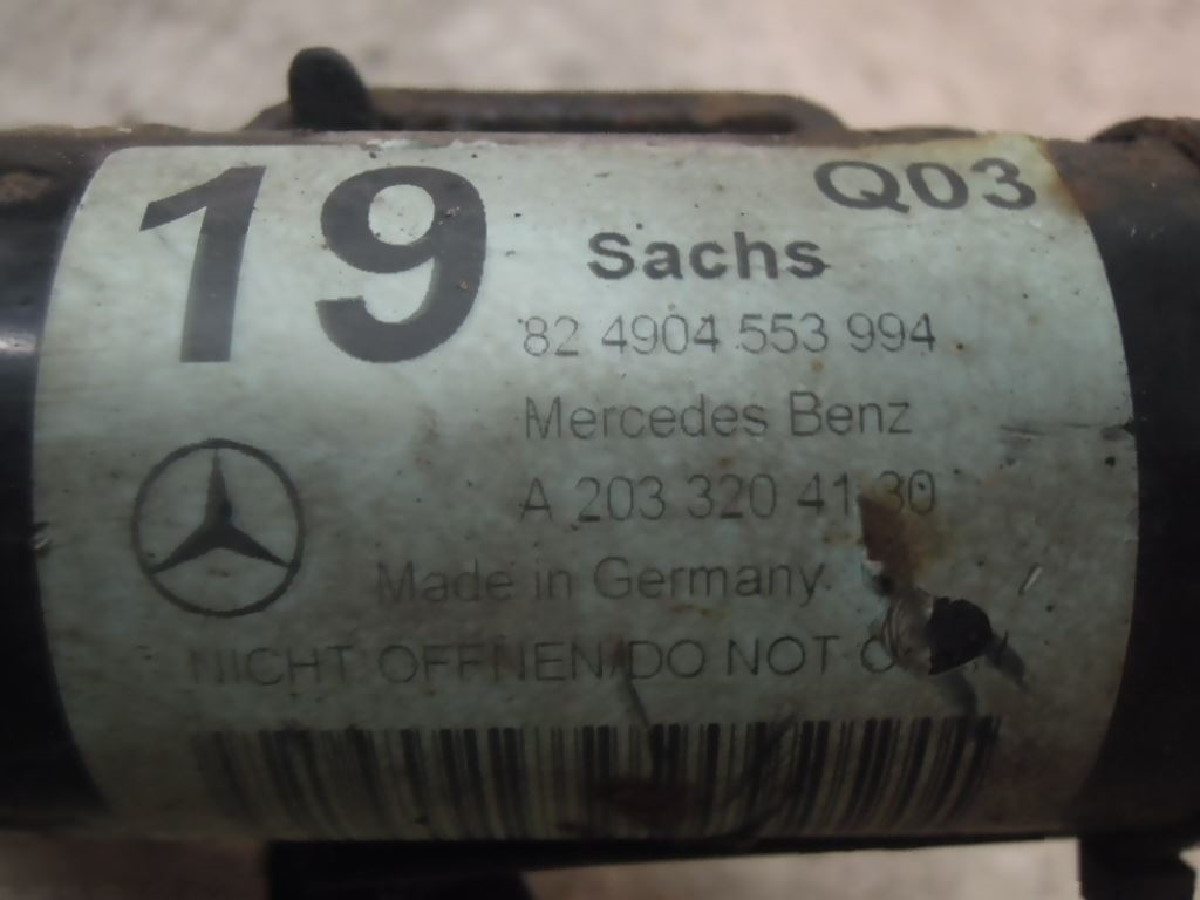 19
Q03
Sachs
82 4904 553 994
Mercedes Benz
A 203 320 41 30
Made in Germany
NICHT OFFNEN/DO NOT